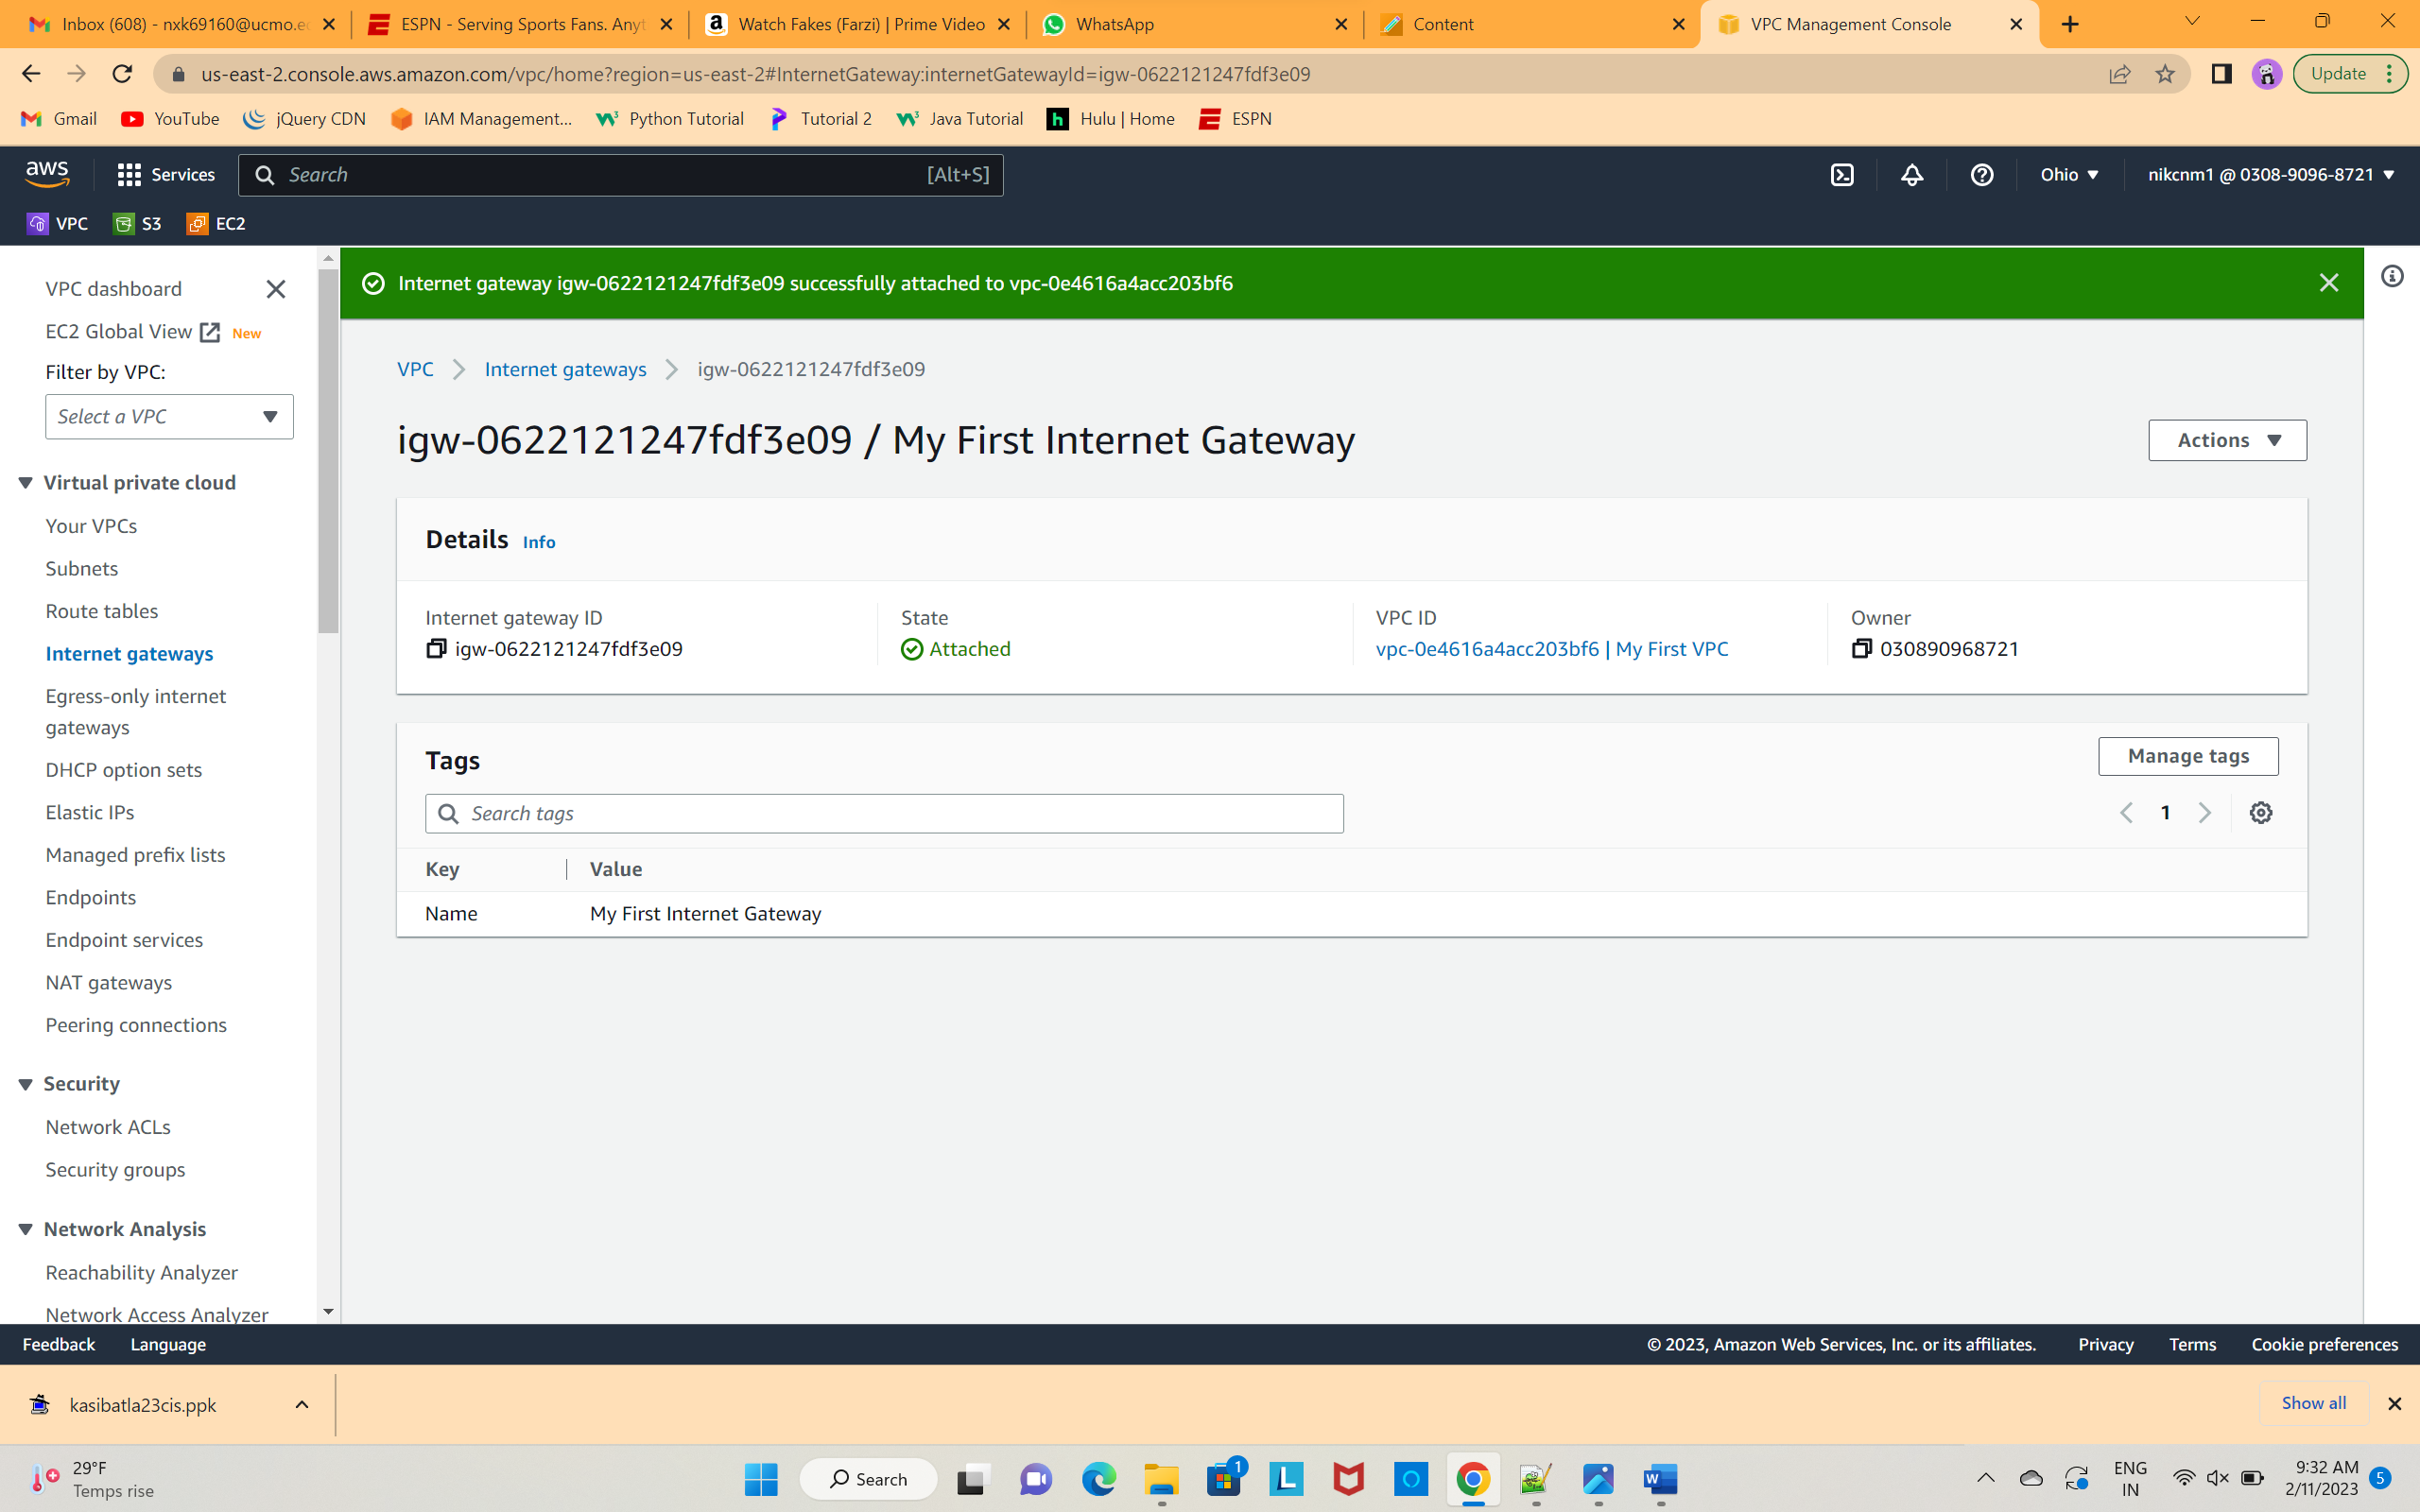 Inbox (608) - nxk69160@ucmo.e
ESPN - Serving Sports Fans. Any
Watch Fakes (Farzi) | Prime Video
WhatsApp
Content
VPC Management Console
us-east-2.console.aws.amazon.com/vpc/home?region=us-east-2#InternetGateway:internetGatewayId=igw-0622121247fdf3e09
Update
Gmail
YouTube
jQuery CDN
IAM Management...
Python Tutorial
Tutorial 2
Java Tutorial
Hulu | Home
ESPN
aws
Services
Search
[Alt+S]
Ohio
nikcnm1 @ 0308-9096-8721
VPC
S3
EC2
VPC dashboard
EC2 Global View New
Filter by VPC:
Select a VPC
Virtual private cloud
Your VPCs
Subnets
Route tables
Internet gateways
Egress-only internet
gateways
DHCP option sets
Elastic IPs
Managed prefix lists
Endpoints
Endpoint services
NAT gateways
Peering connections
Security
Network ACLs
Security groups
Network Analysis
Reachability Analyzer
Network Access Analyzer
Internet gateway igw-0622121247fdf3e09 successfully attached to vpc-0e4616a4acc203bf6
VPC
Internet gateways
igw-0622121247fdf3e09
igw-0622121247fdf3e09 / My First Internet Gateway
Actions
Details Info
Internet gateway ID
igw-0622121247fdf3e09
State
Attached
VPC ID
vpc-0e4616a4acc203bf6 | My First VPC
Owner
030890968721
Tags
Manage tags
Search tags
1
Key
Value
Name
My First Internet Gateway
Feedback
Language
© 2023, Amazon Web Services, Inc. or its affiliates.
Privacy
Terms
Cookie preferences
kasibatla23cis.ppk
Show all
29°F
Temps rise
Search
1
ENG
IN
9:32 AM
2/11/2023
5